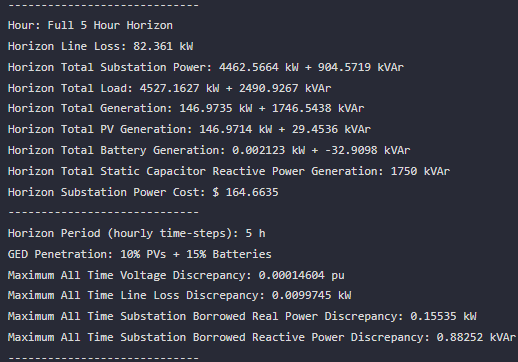 -----------------------------
Hour: Full 5 Hour Horizon
Horizon Line Loss: 82.361 kW
Horizon Total Substation Power: 4462.5664 kW + 904.5719 kVAr
Horizon Total Load: 4527.1627 kW + 2490.9267 kVAr
Horizon Total Generation: 146.9735 kW + 1746.5438 kVAr
Horizon Total PV Generation: 146.9714 kW + 29.4536 kVAr
Horizon Total Battery Generation: 0.002123 kW + -32.9098 kVAr
Horizon Total Static Capacitor Reactive Power Generation: 1750 kVAr
Horizon Substation Power Cost: $ 164.6635
-----------------------------
Horizon Period (hourly time-steps): 5 h
GED Penetration: 10% PVs + 15% Batteries
Maximum All Time Voltage Discrepancy: 0.00014604 pu
Maximum All Time Line Loss Discrepancy: 0.0099745 kW
Maximum All Time Substation Borrowed Real Power Discrepancy: 0.15535 kW
Maximum All Time Substation Borrowed Reactive Power Discrepancy: 0.88252 kVAr
-----------------------------